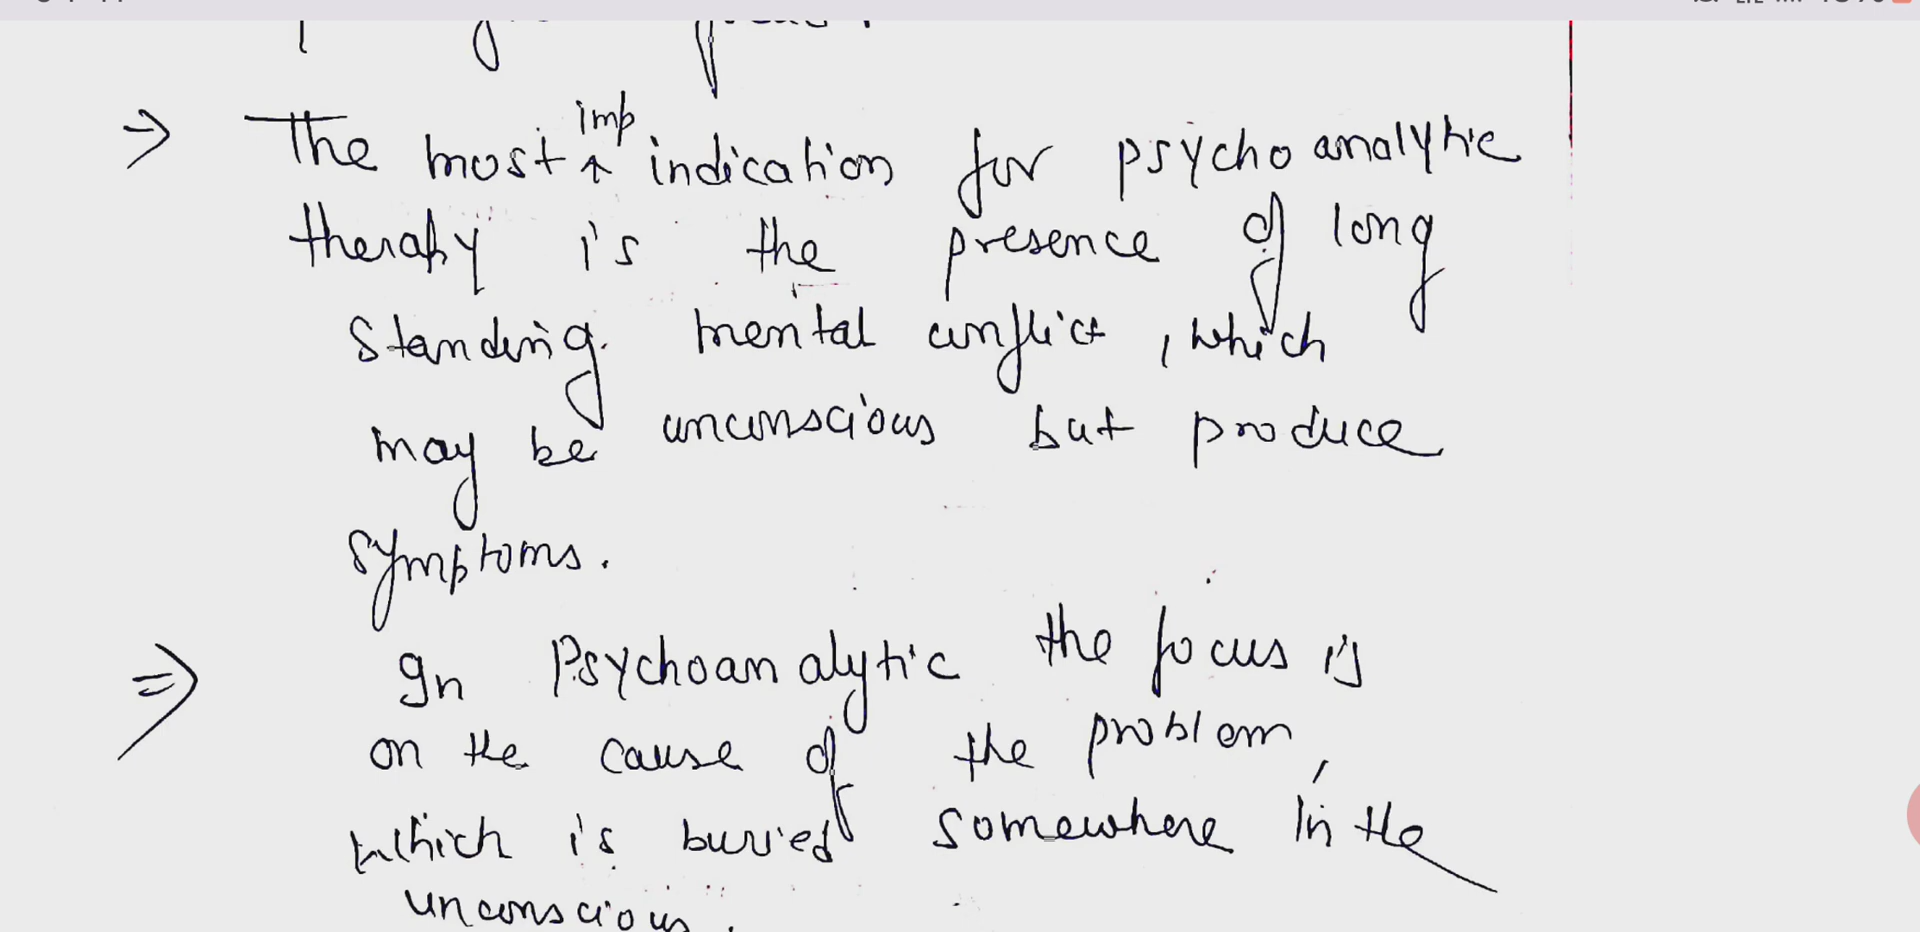 → The most imp indication for psychoanalytic
therapy is the presence of long
standing mental conflict, which
may be unconscious but produce
symptoms.
⇒ In Psychoanalytic the focus is
on the cause of the problem,
which is buried somewhere in the
unconscious.